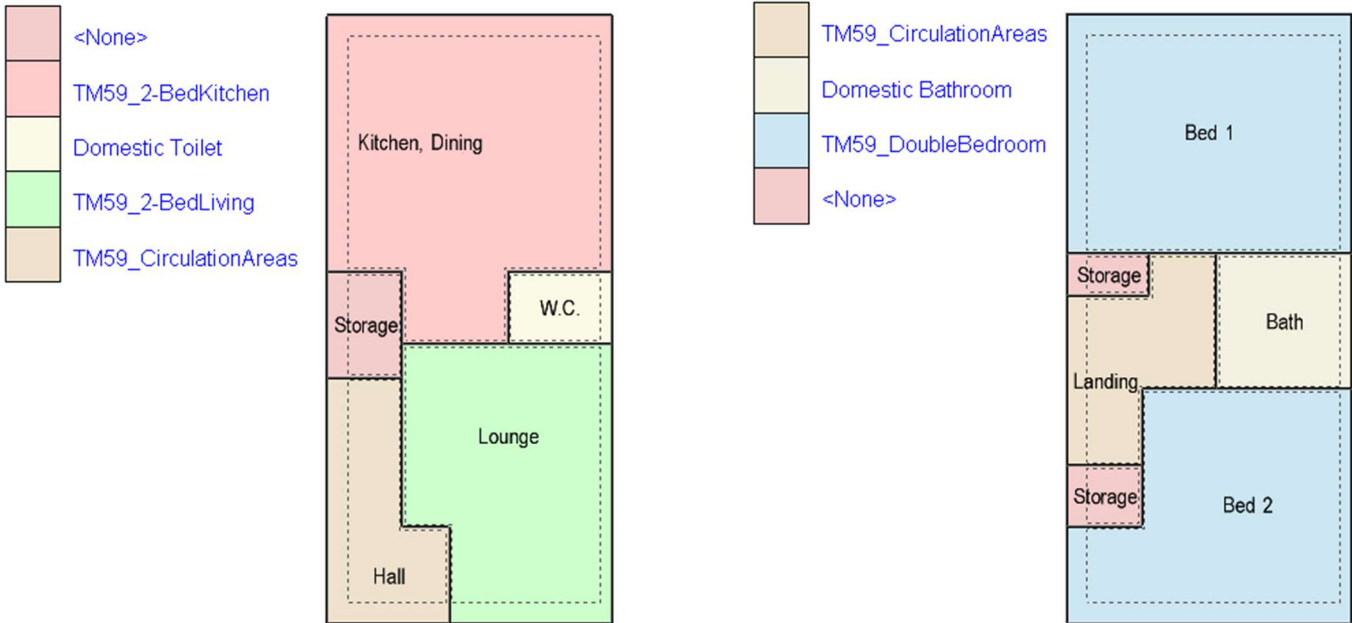 <None>
TM59_2-BedKitchen
Domestic Toilet
TM59_2-BedLiving
TM59_CirculationAreas
Kitchen, Dining
Storage
W.C.
Lounge
Hall
TM59_CirculationAreas
Domestic Bathroom
TM59_DoubleBedroom
<None>
Bed 1
Storage
Bath
Landing
Storage
Bed 2